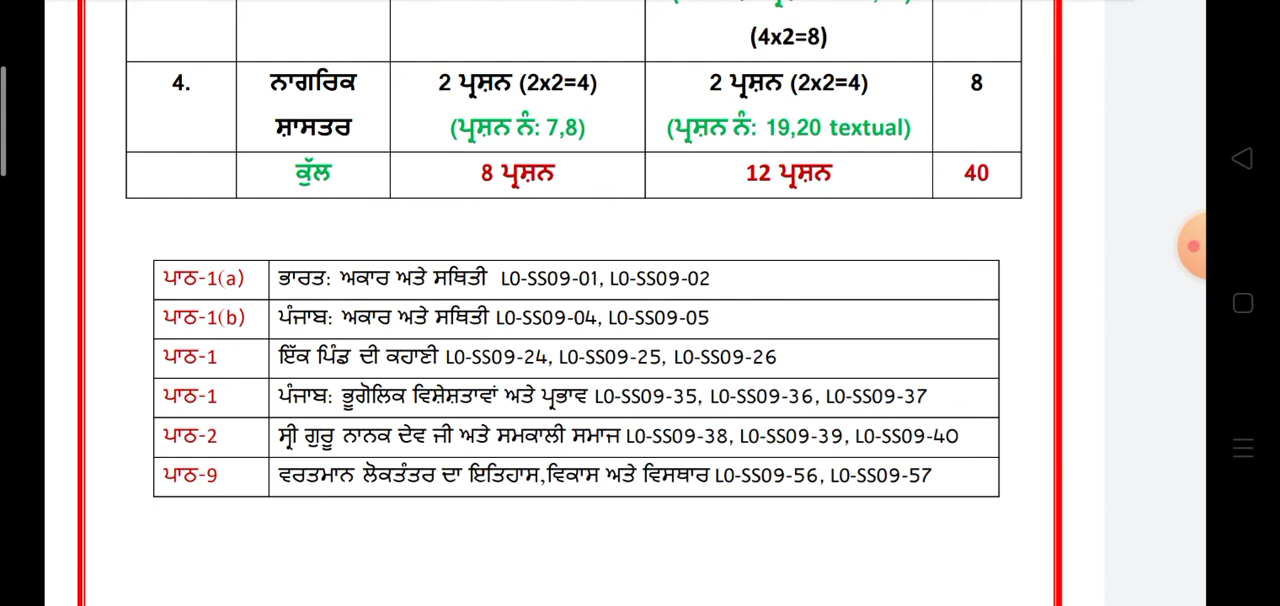 (4x2=8)
4. ਨਾਗਰਿਕ 2 ਪ੍ਰਸ਼ਨ (2x2=4) 2 ਪ੍ਰਸ਼ਨ (2x2=4) 8
ਸ਼ਾਸਤਰ (ਪ੍ਰਸ਼ਨ ਨੰ: 7,8) (ਪ੍ਰਸ਼ਨ ਨੰ: 19,20 textual)
ਕੁੱਲ 8 ਪ੍ਰਸ਼ਨ 12 ਪ੍ਰਸ਼ਨ 40
ਪਾਠ-1(a) ਭਾਰਤ: ਅਕਾਰ ਅਤੇ ਸਥਿਤੀ L0-SS09-01, L0-SS09-02
ਪਾਠ-1(b) ਪੰਜਾਬ: ਅਕਾਰ ਅਤੇ ਸਥਿਤੀ L0-SS09-04, L0-SS09-05
ਪਾਠ-1 ਇੱਕ ਪਿੰਡ ਦੀ ਕਹਾਣੀ L0-SS09-24, L0-SS09-25, L0-SS09-26
ਪਾਠ-1 ਪੰਜਾਬ: ਭੂਗੋਲਿਕ ਵਿਸ਼ੇਸ਼ਤਾਵਾਂ ਅਤੇ ਪ੍ਰਭਾਵ L0-SS09-35, L0-SS09-36, L0-SS09-37
ਪਾਠ-2 ਸ੍ਰੀ ਗੁਰੂ ਨਾਨਕ ਦੇਵ ਜੀ ਅਤੇ ਸਮਕਾਲੀ ਸਮਾਜ L0-SS09-38, L0-SS09-39, L0-SS09-40
ਪਾਠ-9 ਵਰਤਮਾਨ ਲੋਕਤੰਤਰ ਦਾ ਇਤਿਹਾਸ,ਵਿਕਾਸ ਅਤੇ ਵਿਸਥਾਰ L0-SS09-56, L0-SS09-57